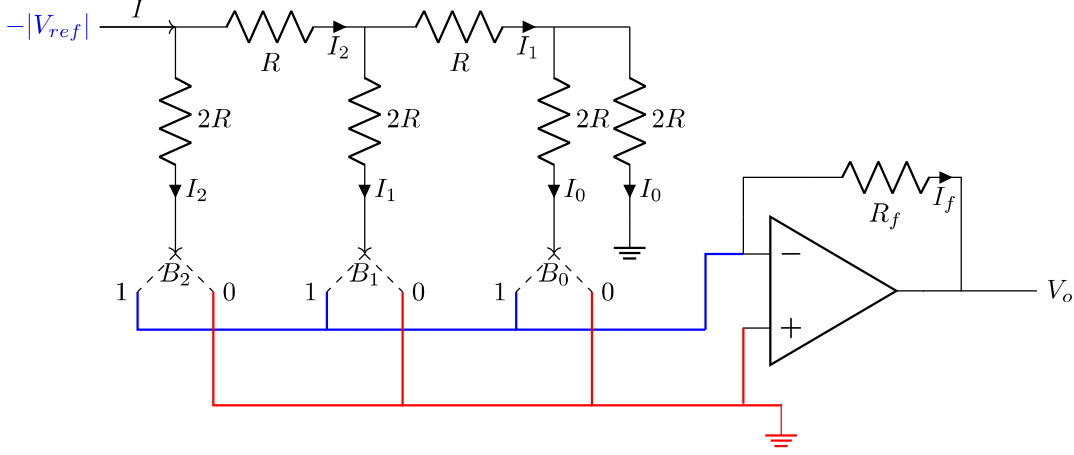 −|V_ref| I
I_2 I_1
R R
2R 2R 2R 2R
I_2 I_1 I_0 I_0
R_f I_f
B_2 B_1 B_0
−
1 0 1 0 1 0
V_o
+